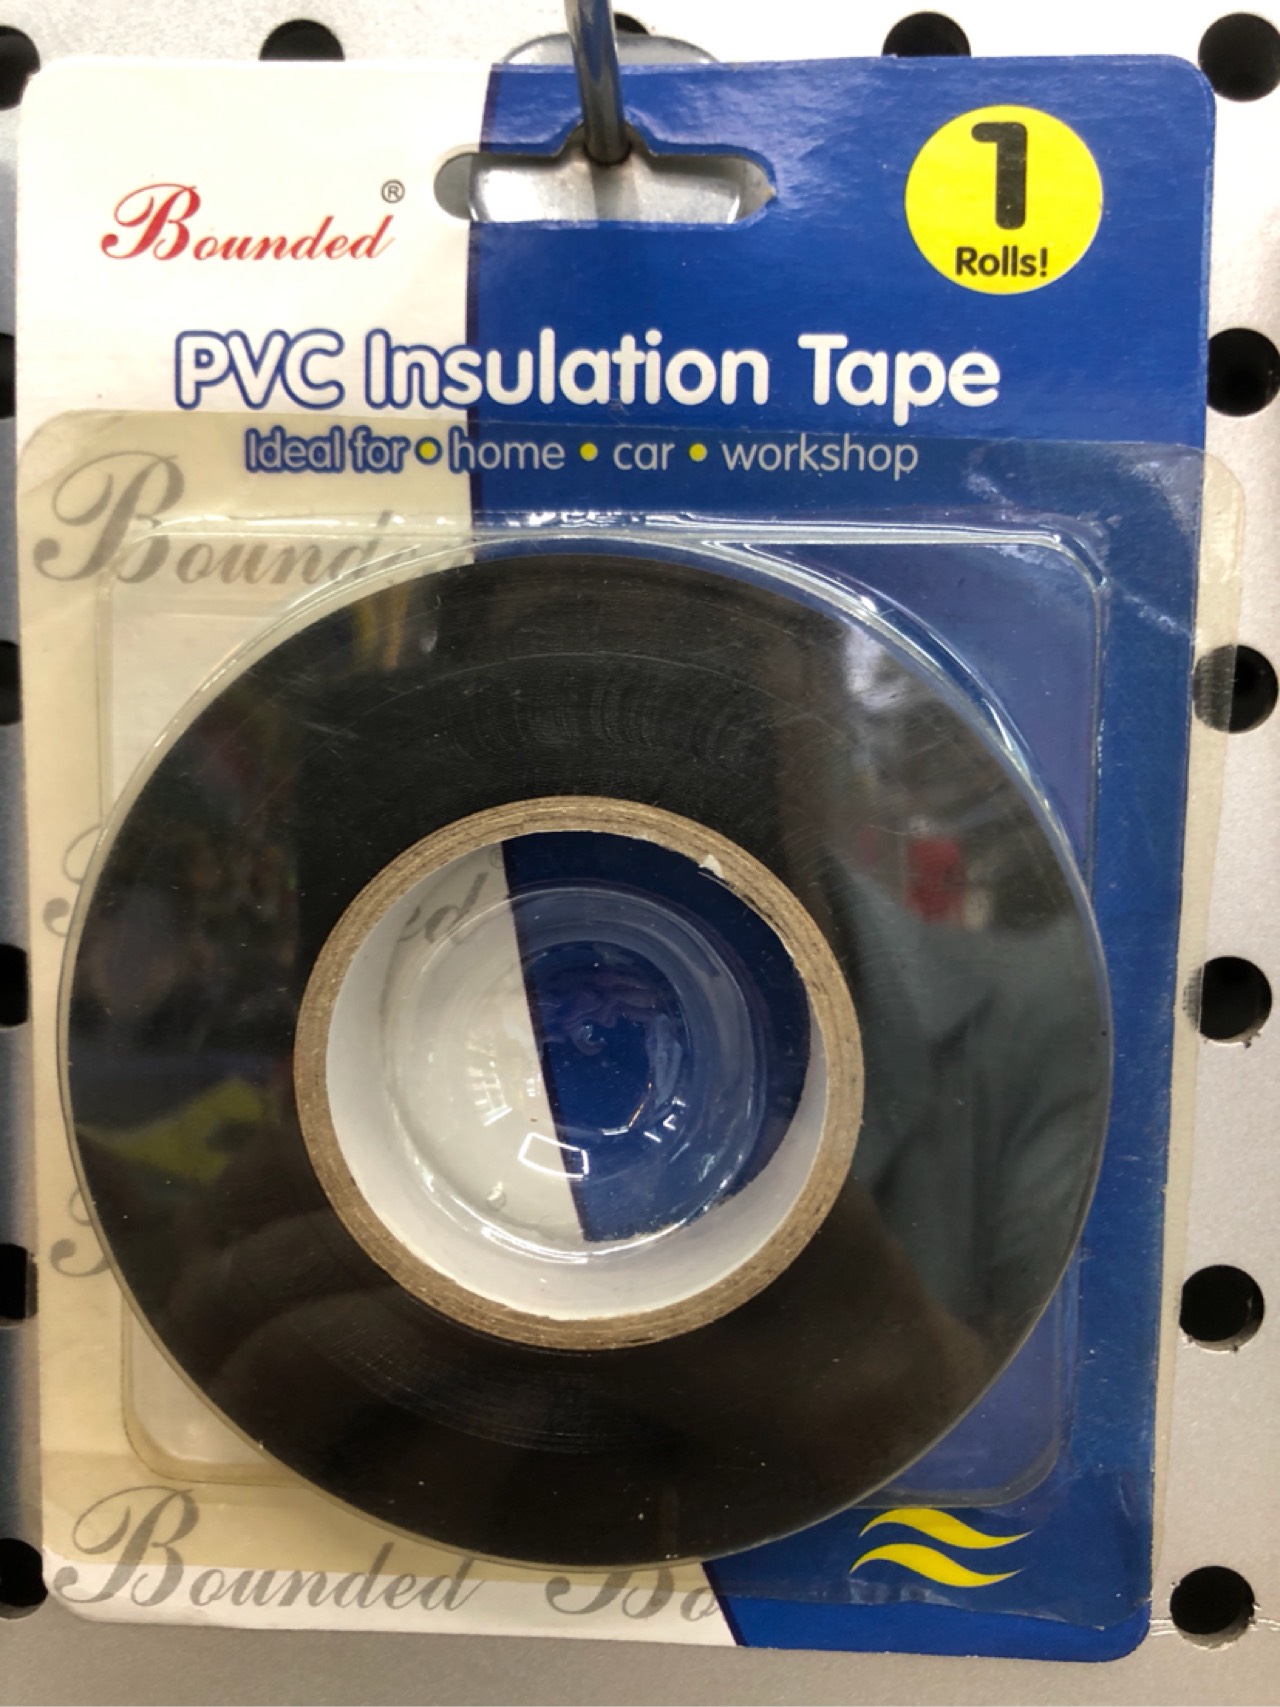 Bounded®
1
Rolls!
PVC Insulation Tape
Ideal for • home • car • workshop
Bounded
Bounded